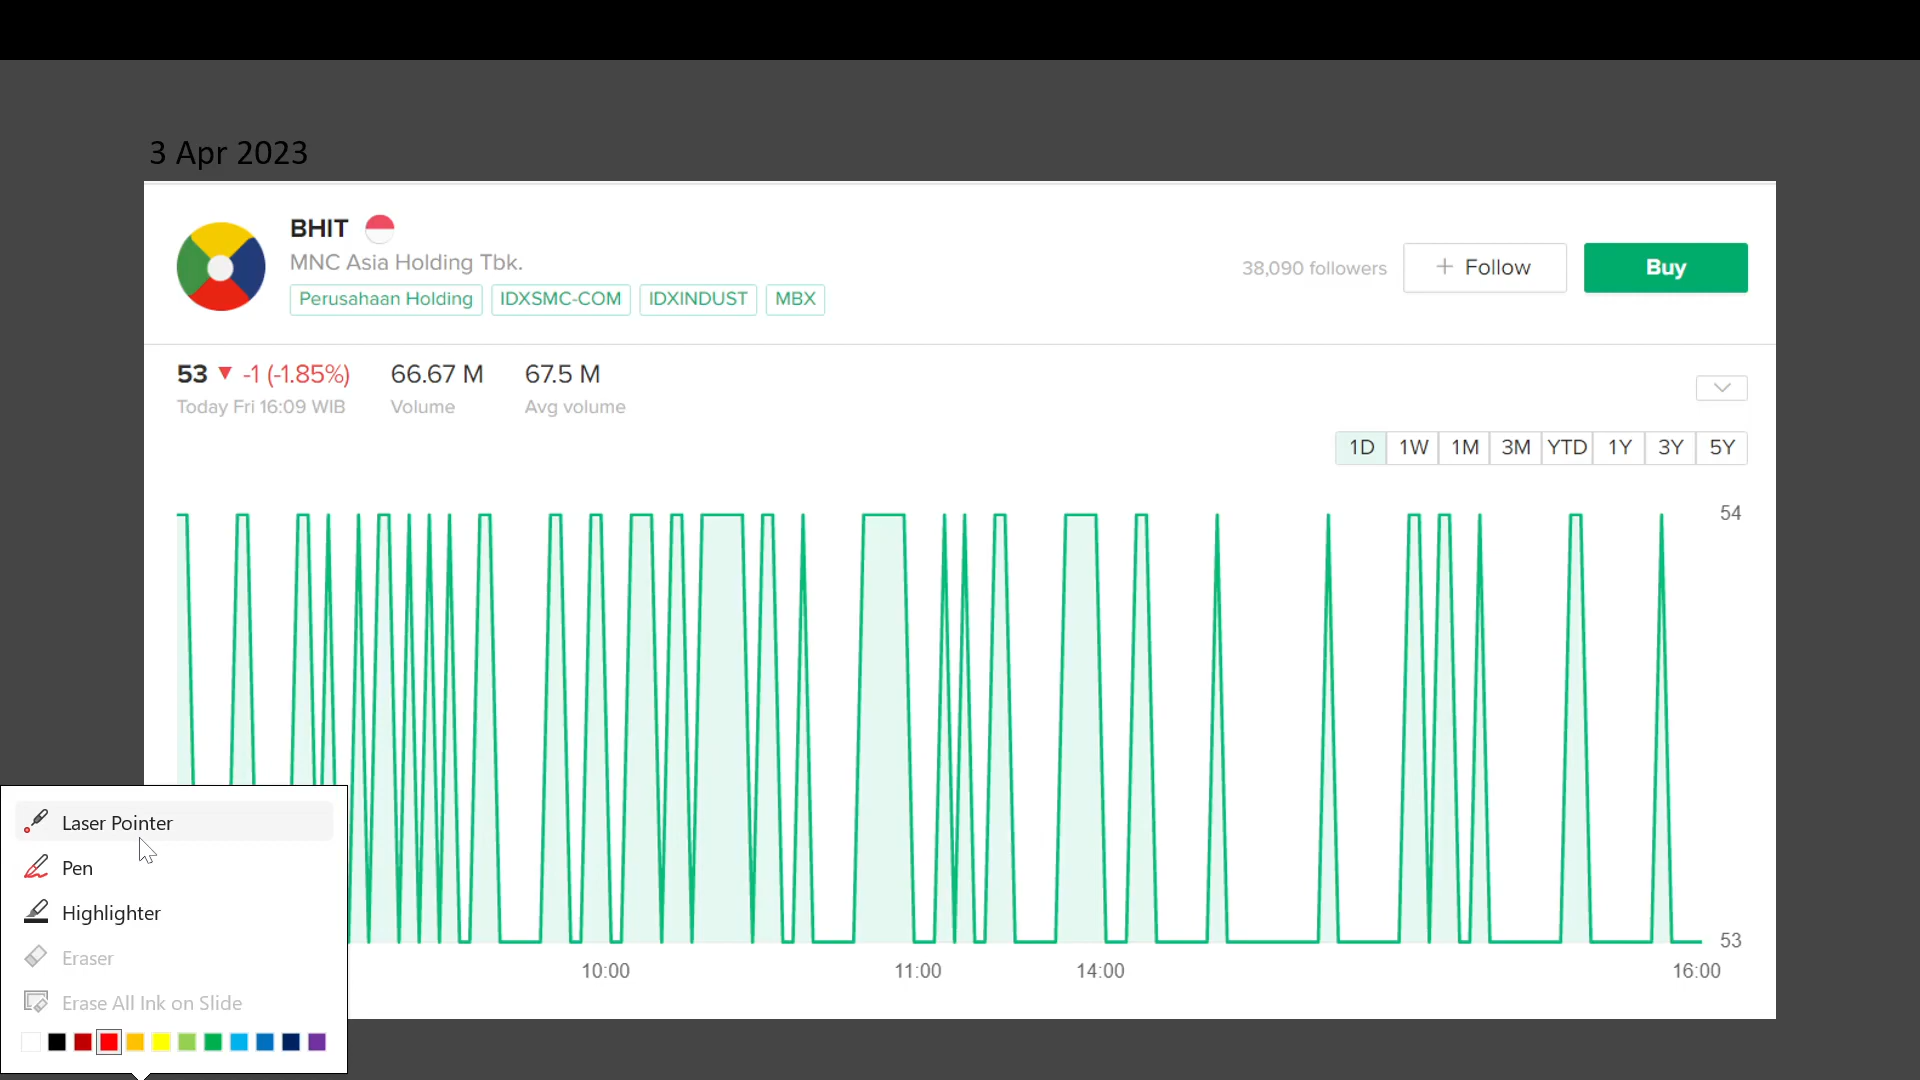 3 Apr 2023
BHIT
MNC Asia Holding Tbk.
Perusahaan Holding IDXSMC-COM IDXINDUST MBX
38,090 followers + Follow Buy
53 ▼ -1 (-1.85%) 66.67 M 67.5 M
Today Fri 16:09 WIB Volume Avg volume
1D 1W 1M 3M YTD 1Y 3Y 5Y
54
53
10:00 11:00 14:00 16:00
Laser Pointer
Pen
Highlighter
Eraser
Erase All Ink on Slide